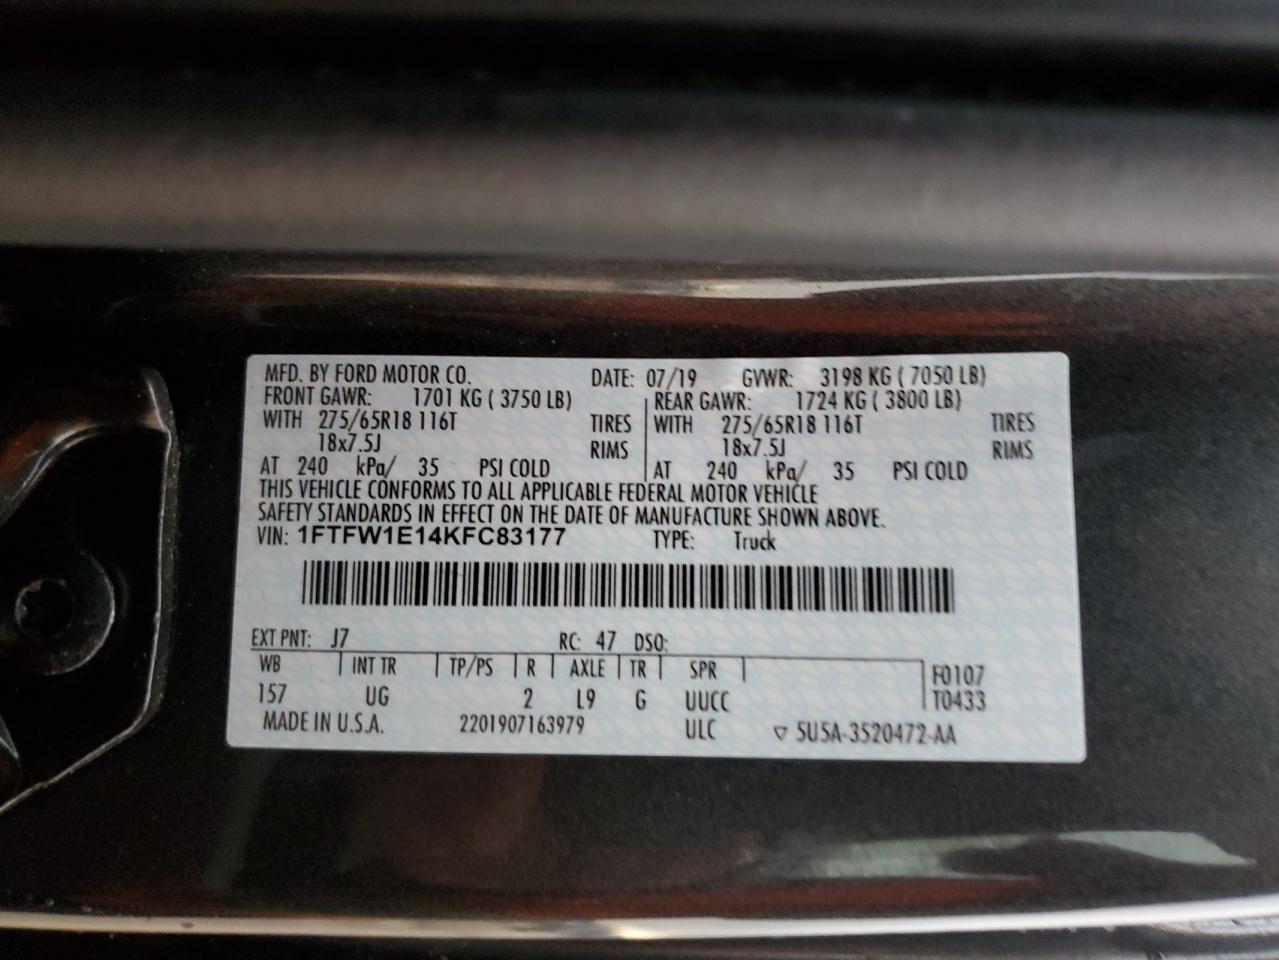 MFD. BY FORD MOTOR CO. DATE: 07/19 GVWR: 3198 KG ( 7050 LB)
FRONT GAWR: 1701 KG ( 3750 LB) REAR GAWR: 1724 KG ( 3800 LB)
WITH 275/65R18 116T TIRES WITH 275/65R18 116T TIRES
18x7.5J RIMS 18x7.5J RIMS
AT 240 kPa/ 35 PSI COLD AT 240 kPa/ 35 PSI COLD
THIS VEHICLE CONFORMS TO ALL APPLICABLE FEDERAL MOTOR VEHICLE
SAFETY STANDARDS IN EFFECT ON THE DATE OF MANUFACTURE SHOWN ABOVE.
VIN: 1FTFW1E14KFC83177 TYPE: Truck
EXT PNT: J7 RC: 47 DSO:
WB INT TR TP/PS R AXLE TR SPR F0107
157 UG 2 L9 G UUCC T0433
MADE IN U.S.A. 2201907163979 ULC ▽ 5U5A-3520472-AA